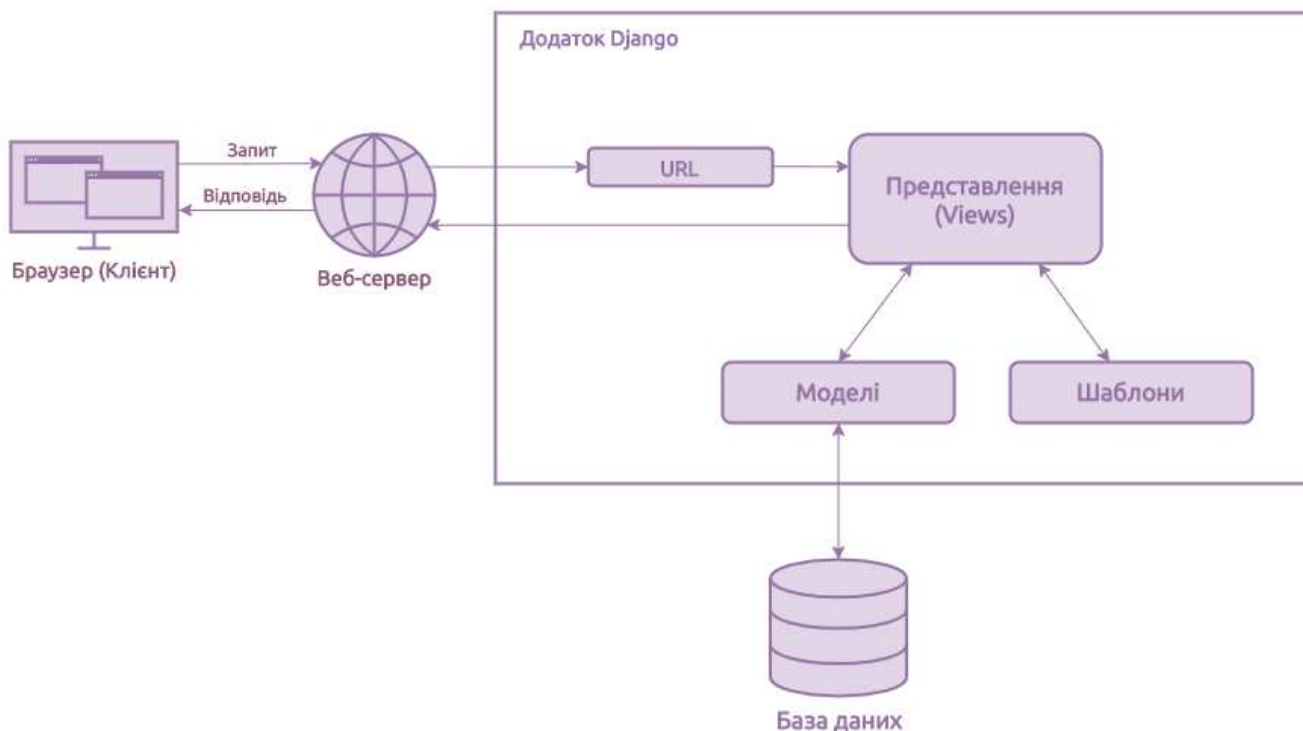 Додаток Django
Запит
URL
Представлення
(Views)
Відповідь
Браузер (Клієнт)
Веб-сервер
Моделі
Шаблони
База даних